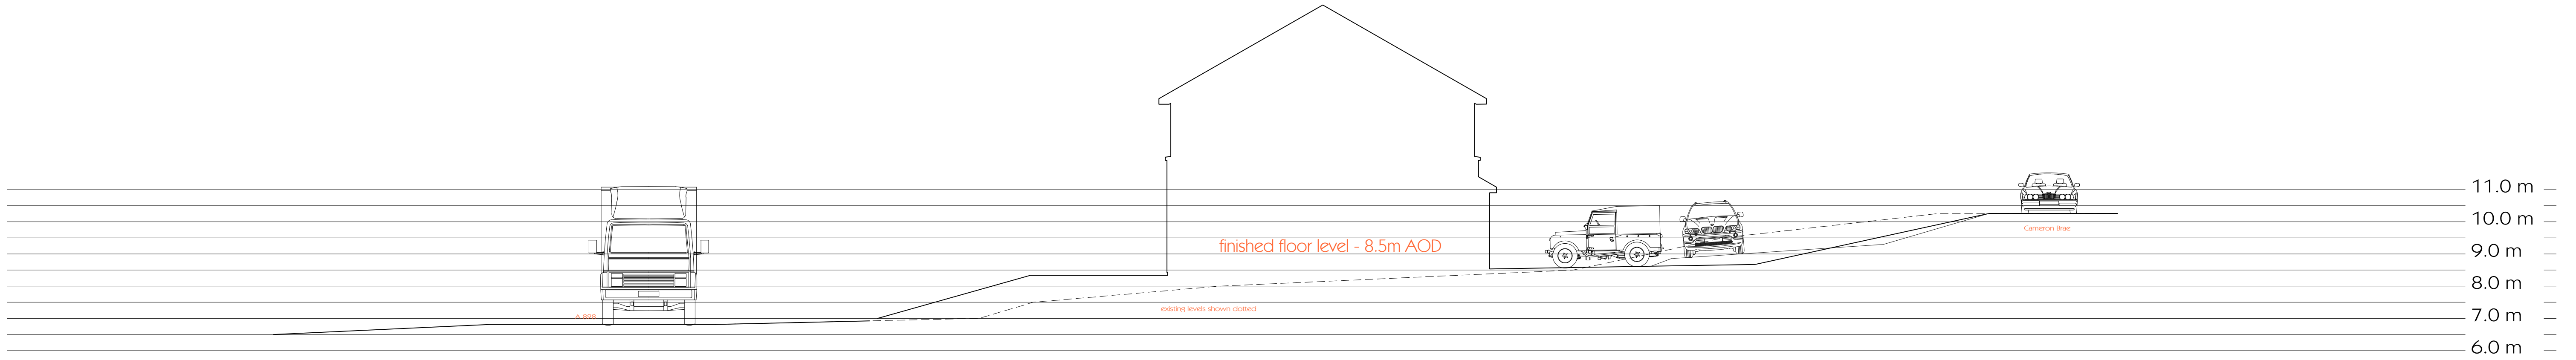 11.0 m
10.0 m
Cameron Brae
finished floor level - 8.5m AOD
9.0 m
8.0 m
existing levels shown dotted
A 898
7.0 m
6.0 m